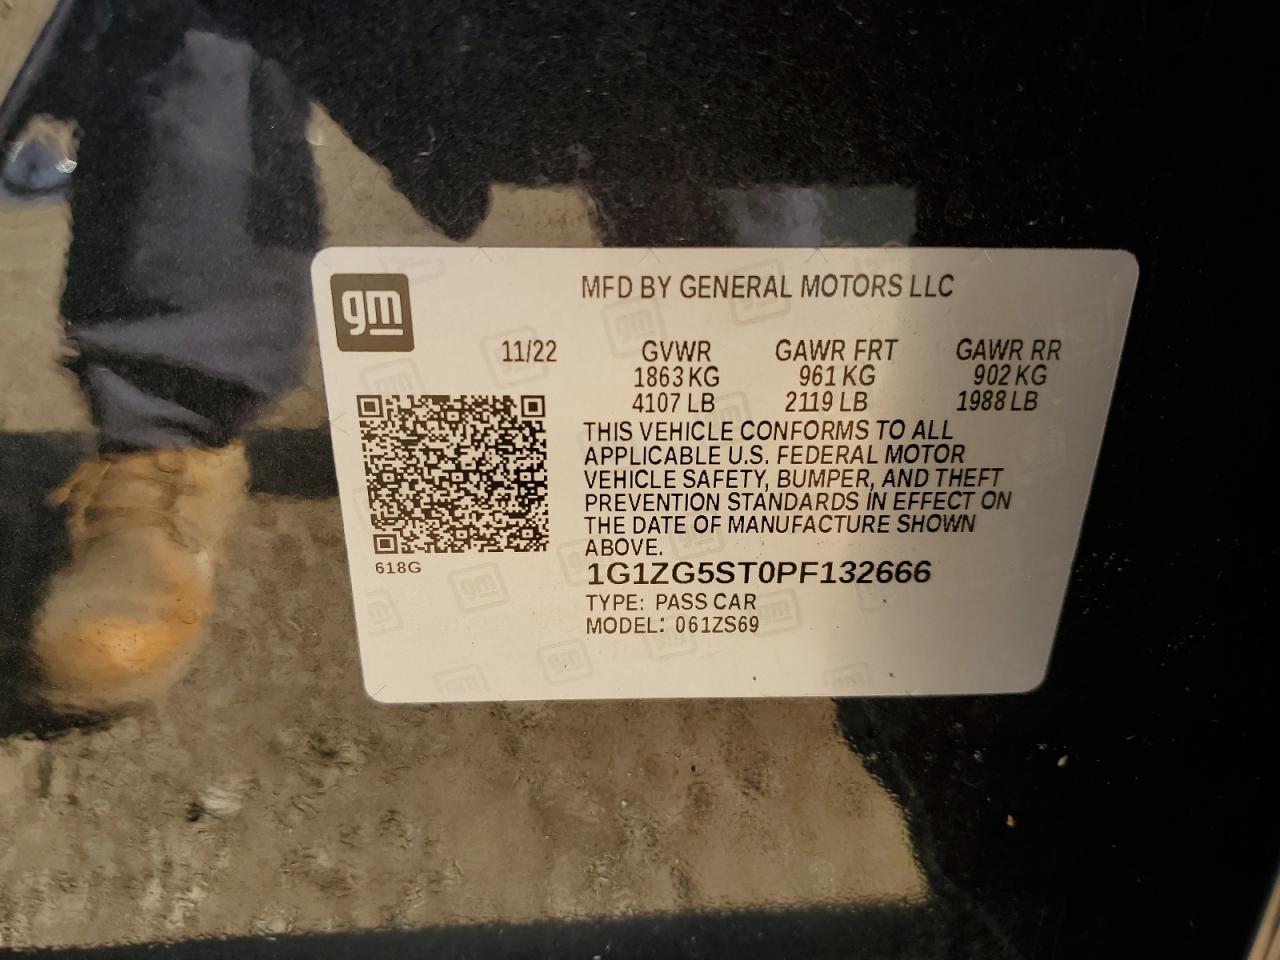 gm
MFD BY GENERAL MOTORS LLC
11/22 GVWR GAWR FRT GAWR RR
1863 KG 961 KG 902 KG
4107 LB 2119 LB 1988 LB
THIS VEHICLE CONFORMS TO ALL
APPLICABLE U.S. FEDERAL MOTOR
VEHICLE SAFETY, BUMPER, AND THEFT
PREVENTION STANDARDS IN EFFECT ON
THE DATE OF MANUFACTURE SHOWN
ABOVE.
618G
1G1ZG5ST0PF132666
TYPE: PASS CAR
MODEL: 061ZS69